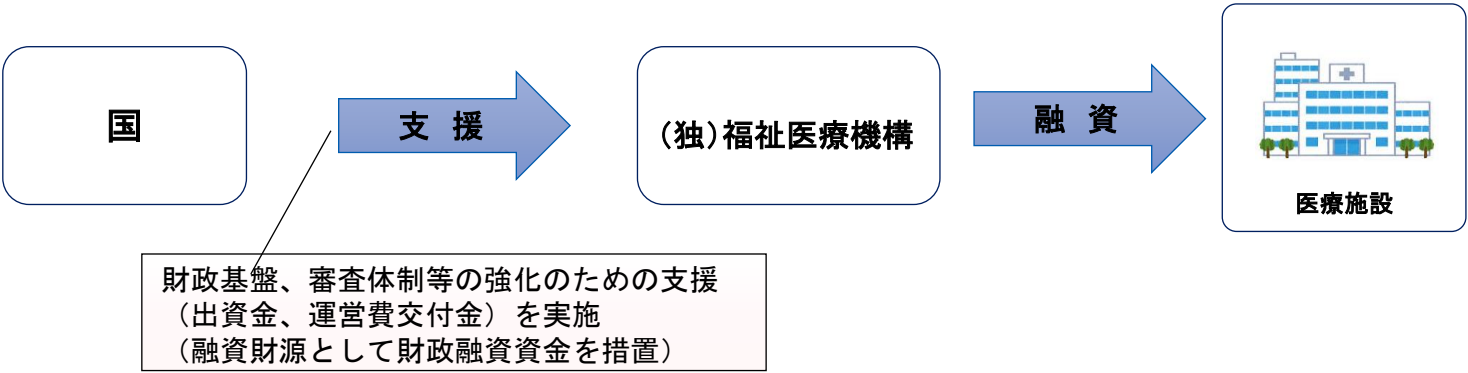 国
支 援
（独）福祉医療機構
融 資
医療施設
財政基盤、審査体制等の強化のための支援
（出資金、運営費交付金）を実施
（融資財源として財政融資資金を措置）